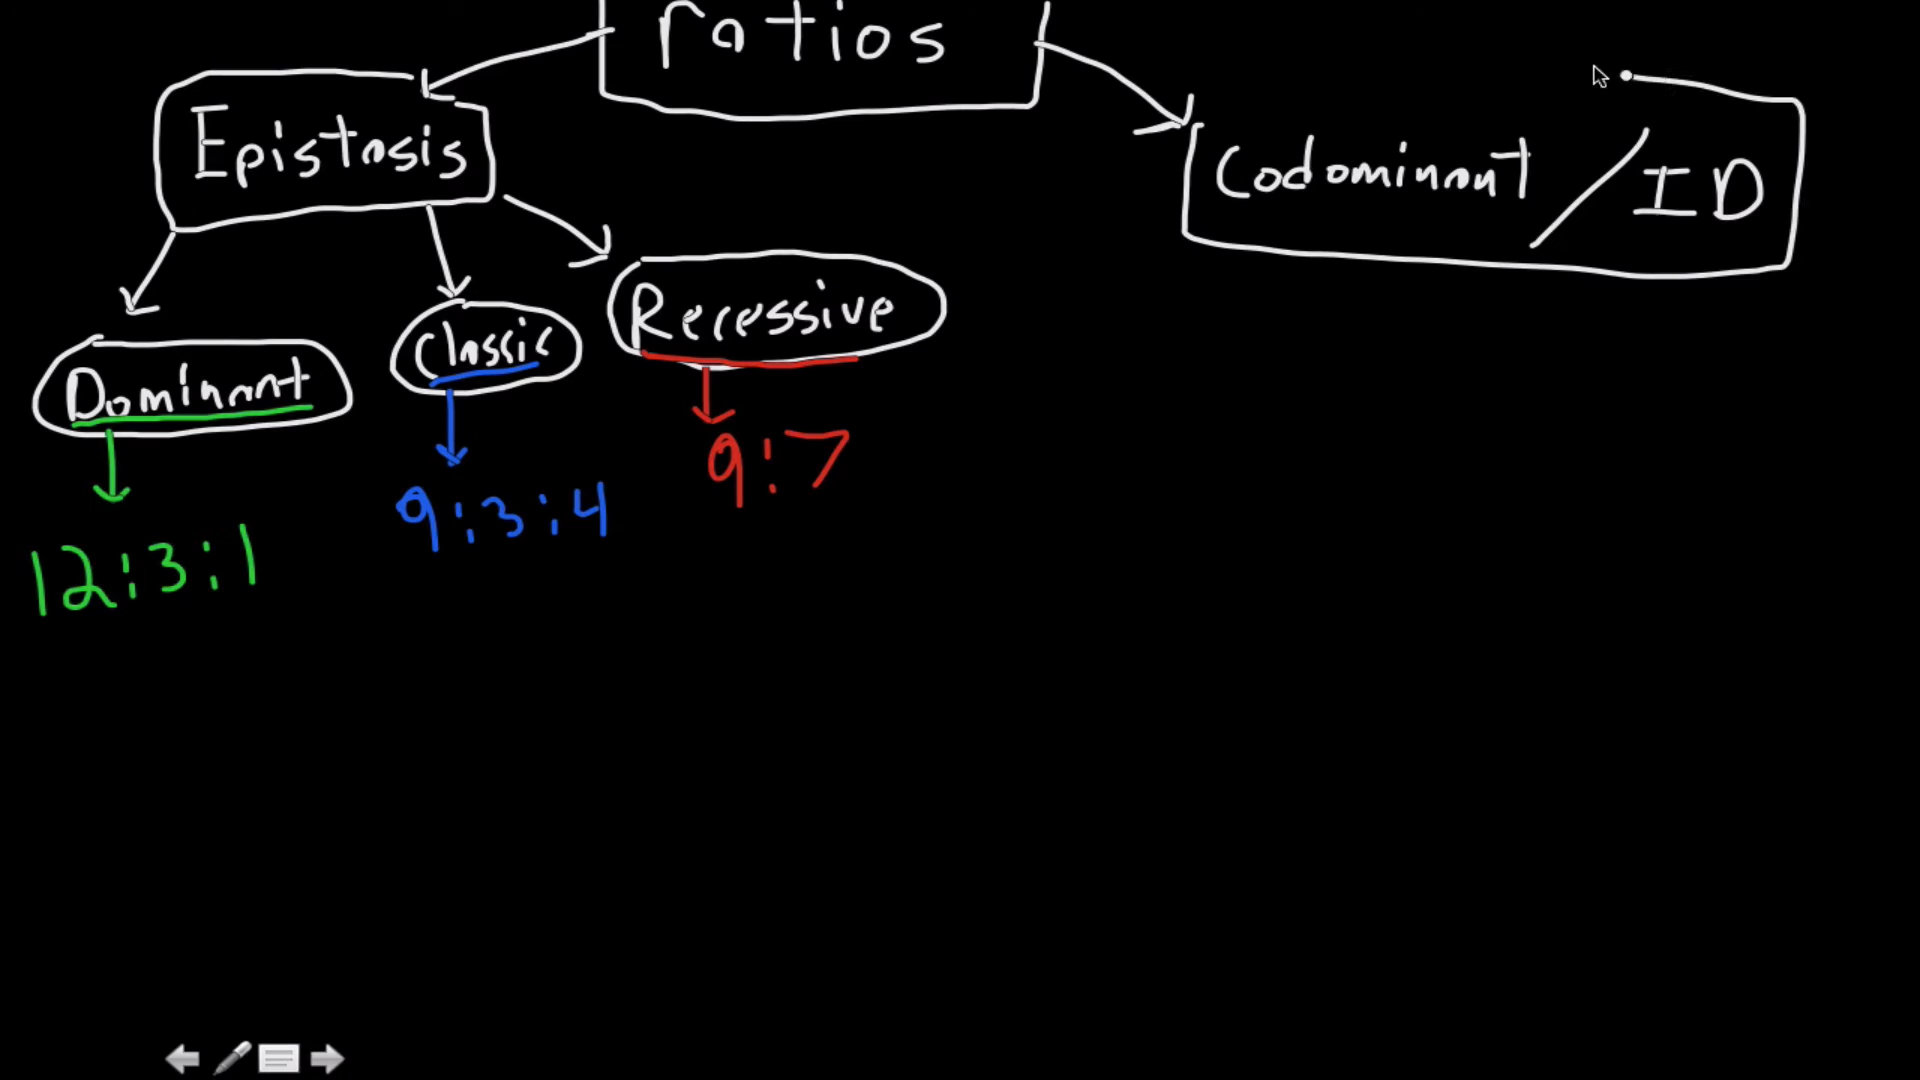 ratios
Epistasis
Codominant / ID
Dominant
Classic
Recessive
12:3:1
9:3:4
9:7